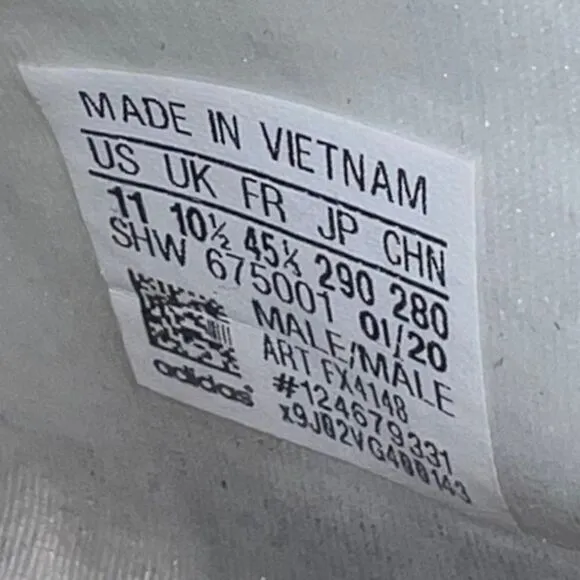 MADE IN VIETNAM
US UK FR JP CHN
11 10½ 45⅓ 290 280
SHW 675001 01/20
MALE/MALE
ART FX4148
#124679331
x9J02VG400143
adidas